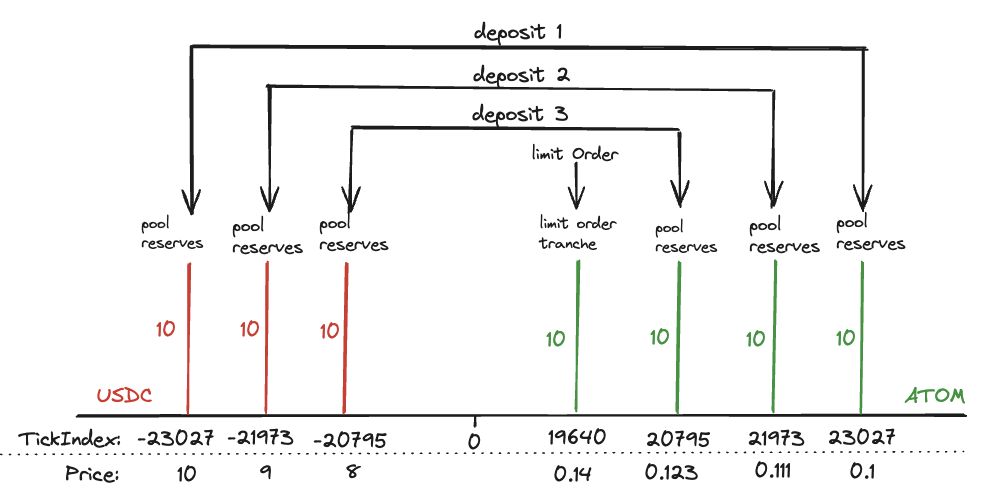 deposit 1
deposit 2
deposit 3
limit Order
pool reserves
pool reserves
pool reserves
limit order tranche
pool reserves
pool reserves
pool reserves
10 10 10 10 10 10 10
USDC ATOM
TickIndex: -23027 -21973 -20795 0 19640 20795 21973 23027
Price: 10 9 8 0.14 0.123 0.111 0.1